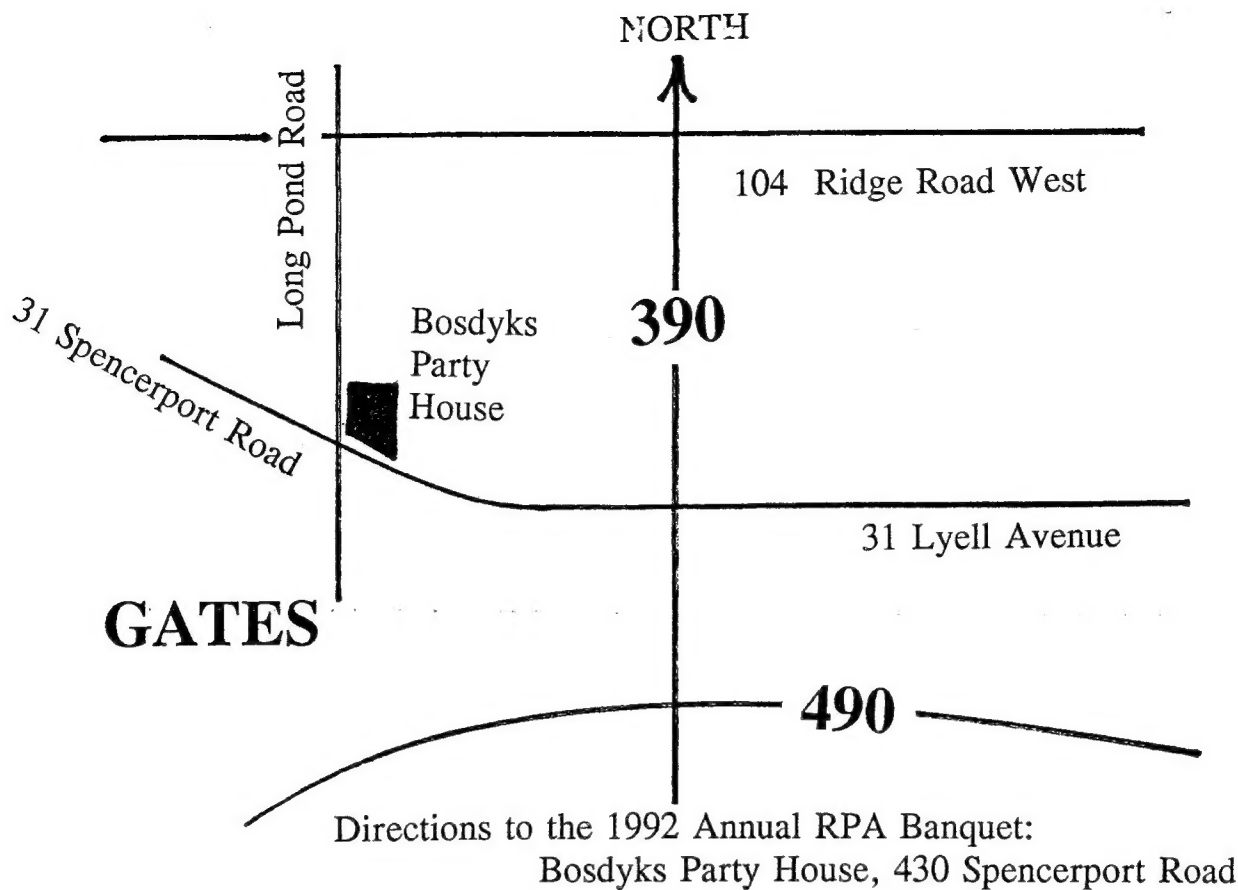 NORTH
Long Pond Road
104 Ridge Road West
31 Spencerport Road
Bosdyks
Party
House
390
31 Lyell Avenue
GATES
490
Directions to the 1992 Annual RPA Banquet:
Bosdyks Party House, 430 Spencerport Road